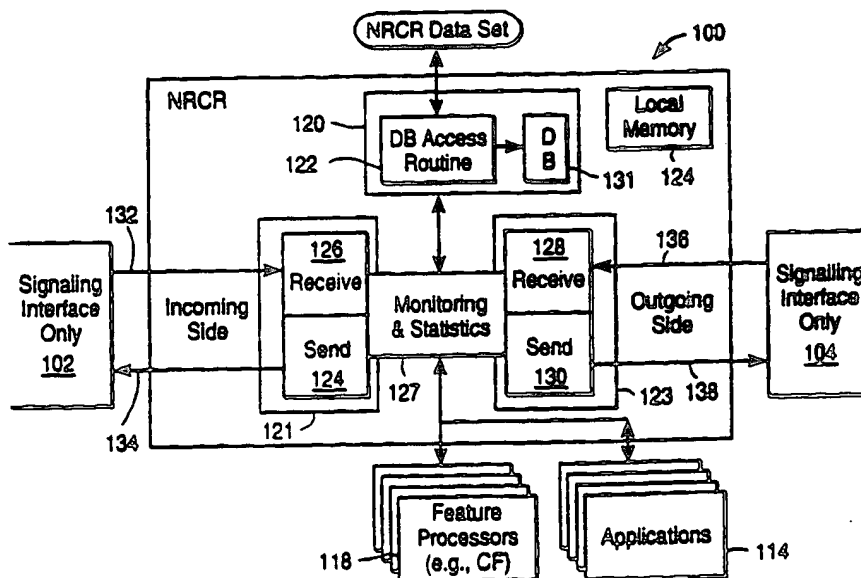 NRCR Data Set
100
NRCR
120
DB Access
Routine
122
D
B
131
Local
Memory
124
132
Signaling
Interface
Only
102
134
Incoming
Side
126
Receive
Send
124
121
Monitoring
& Statistics
127
128
Receive
Send
130
123
136
Outgoing
Side
138
Signalling
Interface
Only
104
118
Feature
Processors
(e.g., CF)
Applications
114